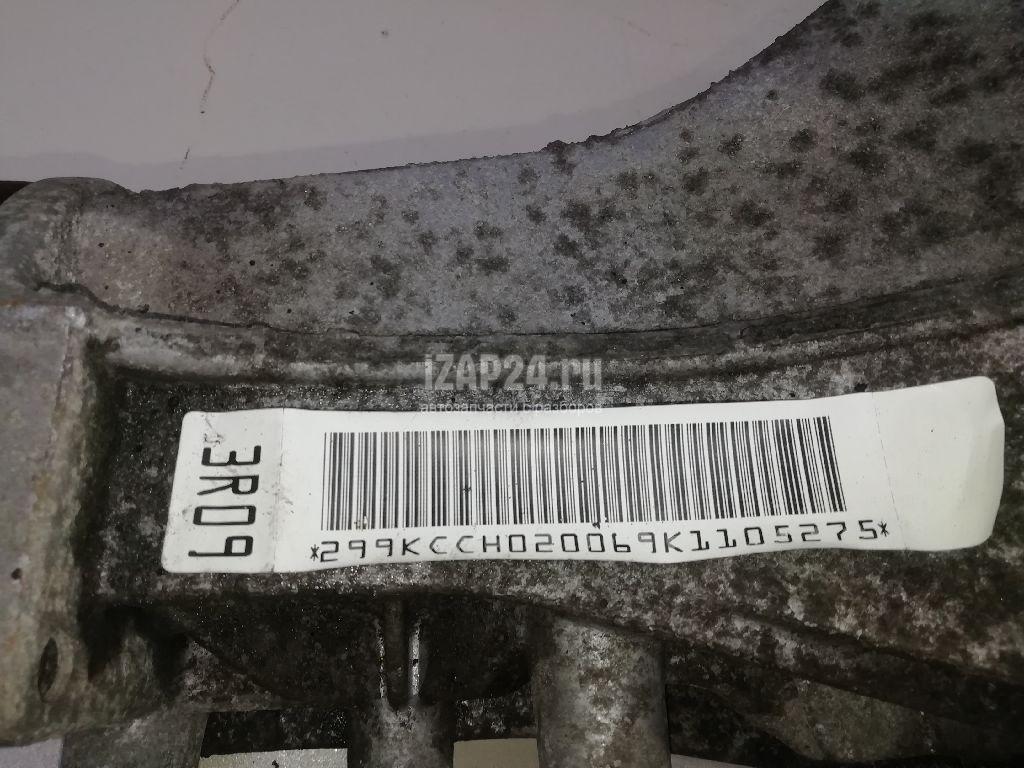 iZAP24.ru
автозапчасти с разборов
3R09
*299KCCH020069K1105275*